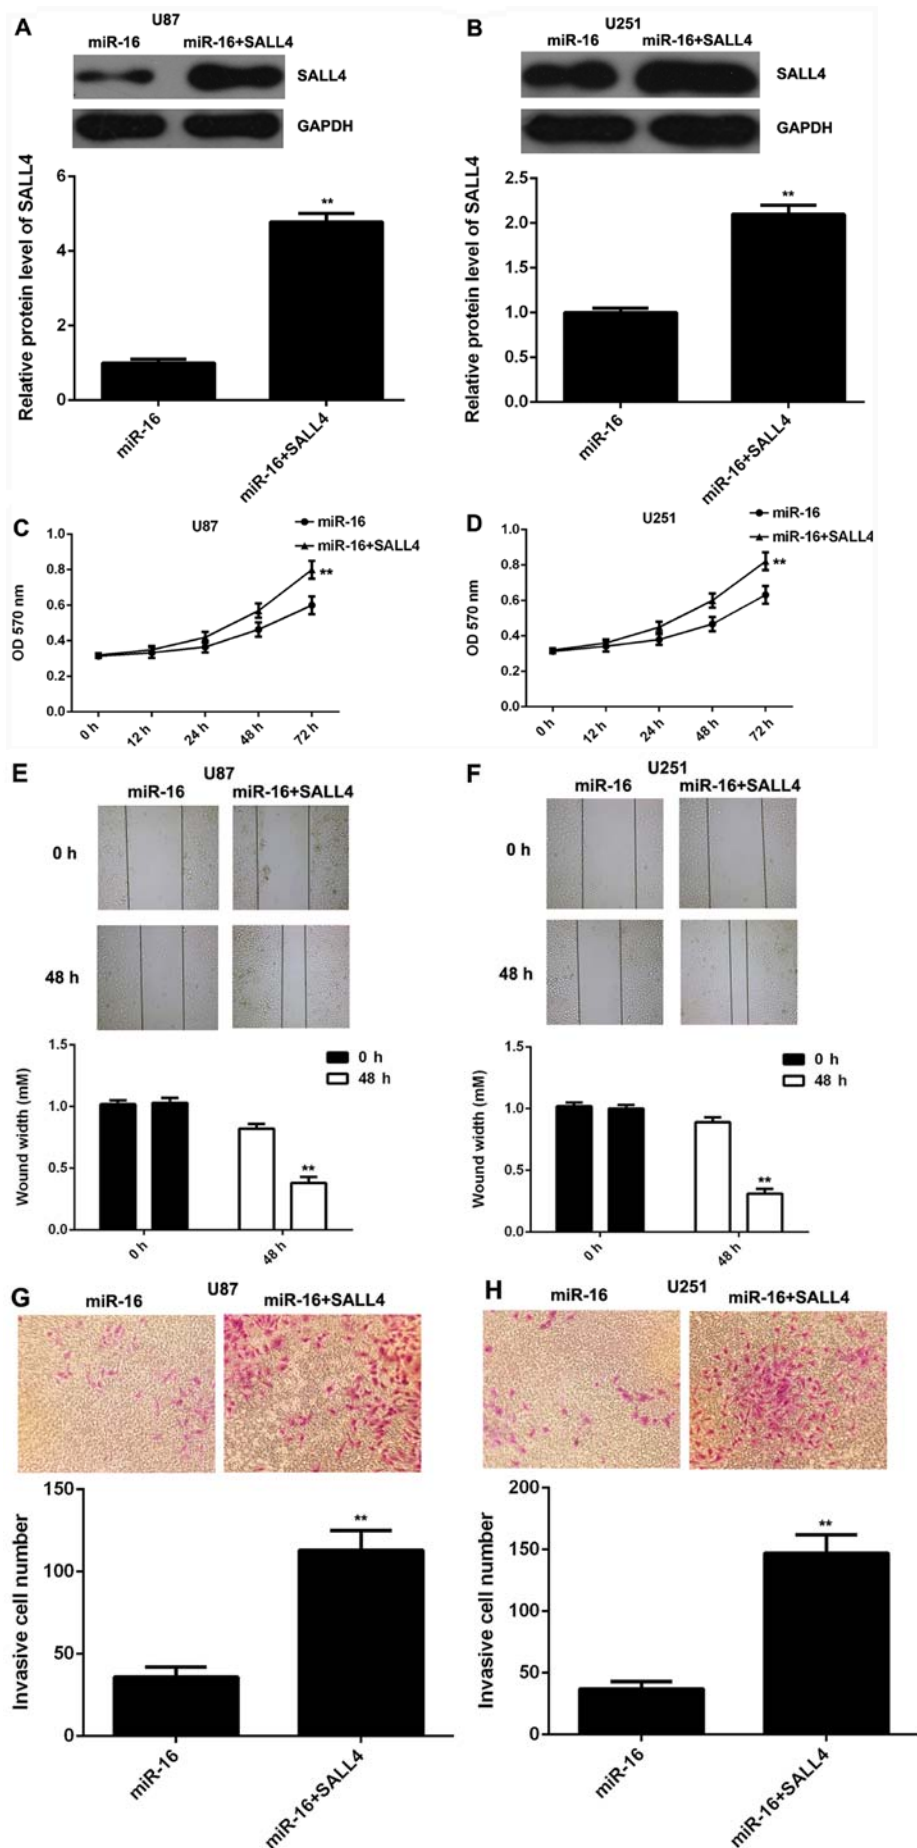 A
U87
miR-16 miR-16+SALL4
SALL4
GAPDH
Relative protein level of SALL4
6
4
2
0
**
miR-16
miR-16+SALL4
B
U251
miR-16 miR-16+SALL4
SALL4
GAPDH
Relative protein level of SALL4
2.5
2.0
1.5
1.0
0.5
0.0
**
miR-16
miR-16+SALL4
C
U87
miR-16
miR-16+SALL4
OD 570 nm
1.0
0.8
0.6
0.4
0.2
0.0
**
0 h 12 h 24 h 48 h 72 h
D
U251
miR-16
miR-16+SALL4
OD 570 nm
1.0
0.8
0.6
0.4
0.2
0.0
**
0 h 12 h 24 h 48 h 72 h
E
U87
miR-16 miR-16+SALL4
0 h
48 h
Wound width (mM)
1.5
1.0
0.5
0.0
0 h
48 h
**
0 h 48 h
F
U251
miR-16 miR-16+SALL4
0 h
48 h
Wound width (mM)
1.5
1.0
0.5
0.0
0 h
48 h
**
0 h 48 h
G
U87
miR-16 miR-16+SALL4
Invasive cell number
150
100
50
0
**
miR-16
miR-16+SALL4
H
U251
miR-16 miR-16+SALL4
Invasive cell number
200
150
100
50
0
**
miR-16
miR-16+SALL4